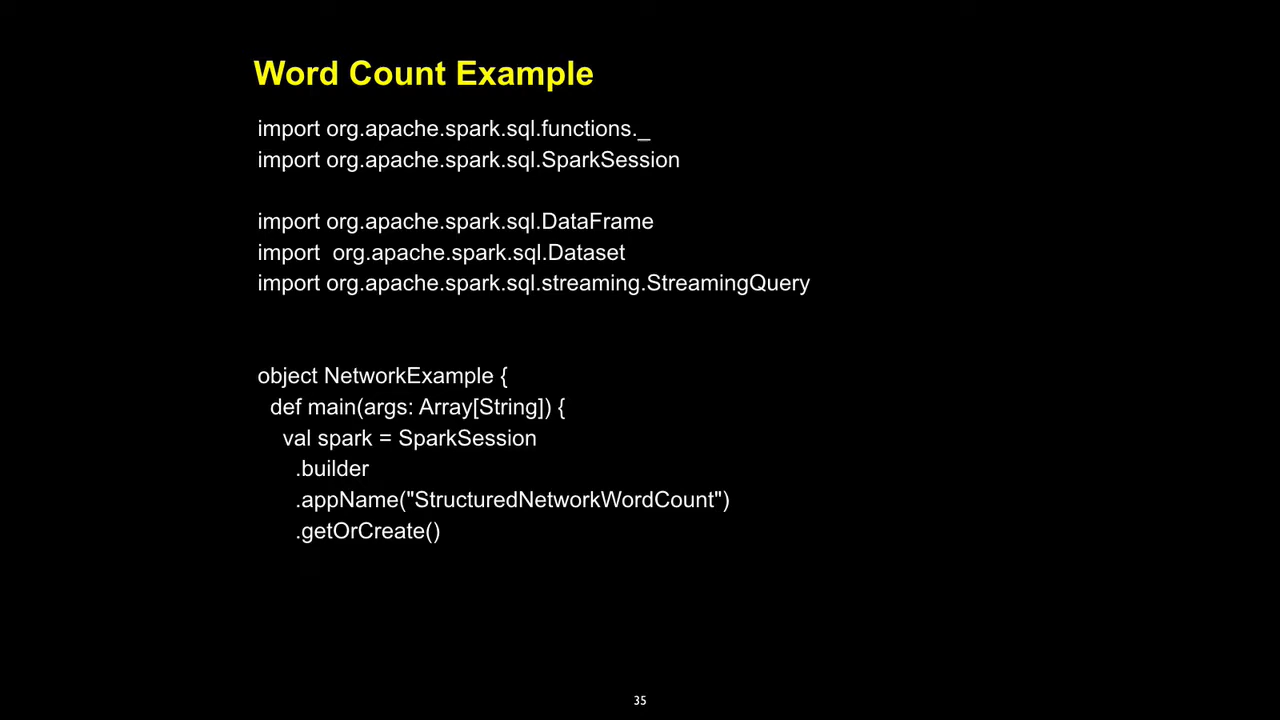 Word Count Example
import org.apache.spark.sql.functions._
import org.apache.spark.sql.SparkSession
import org.apache.spark.sql.DataFrame
import  org.apache.spark.sql.Dataset
import org.apache.spark.sql.streaming.StreamingQuery
object NetworkExample {
  def main(args: Array[String]) {
    val spark = SparkSession
      .builder
      .appName("StructuredNetworkWordCount")
      .getOrCreate()
35